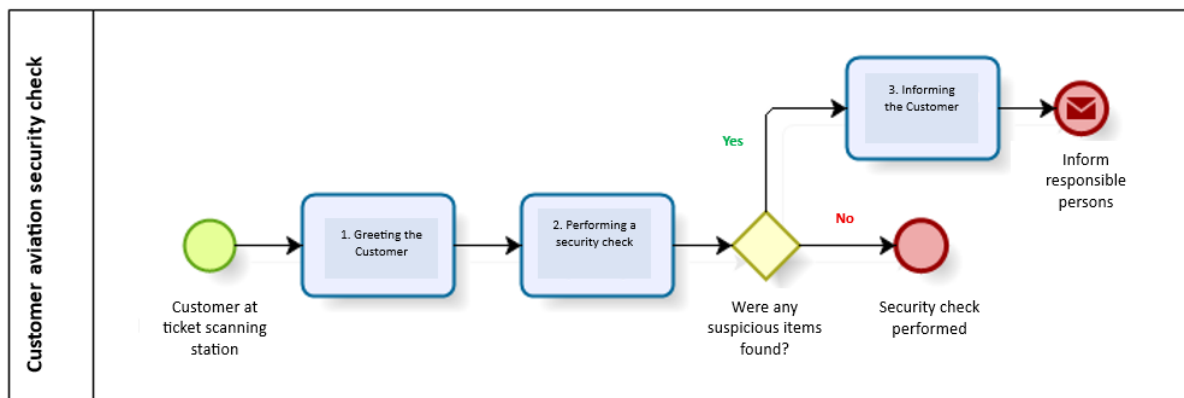 Customer aviation security check
Customer at
ticket scanning
station
1. Greeting the
Customer
2. Performing a
security check
Were any
suspicious items
found?
Yes
3. Informing
the Customer
Inform
responsible
persons
No
Security check
performed